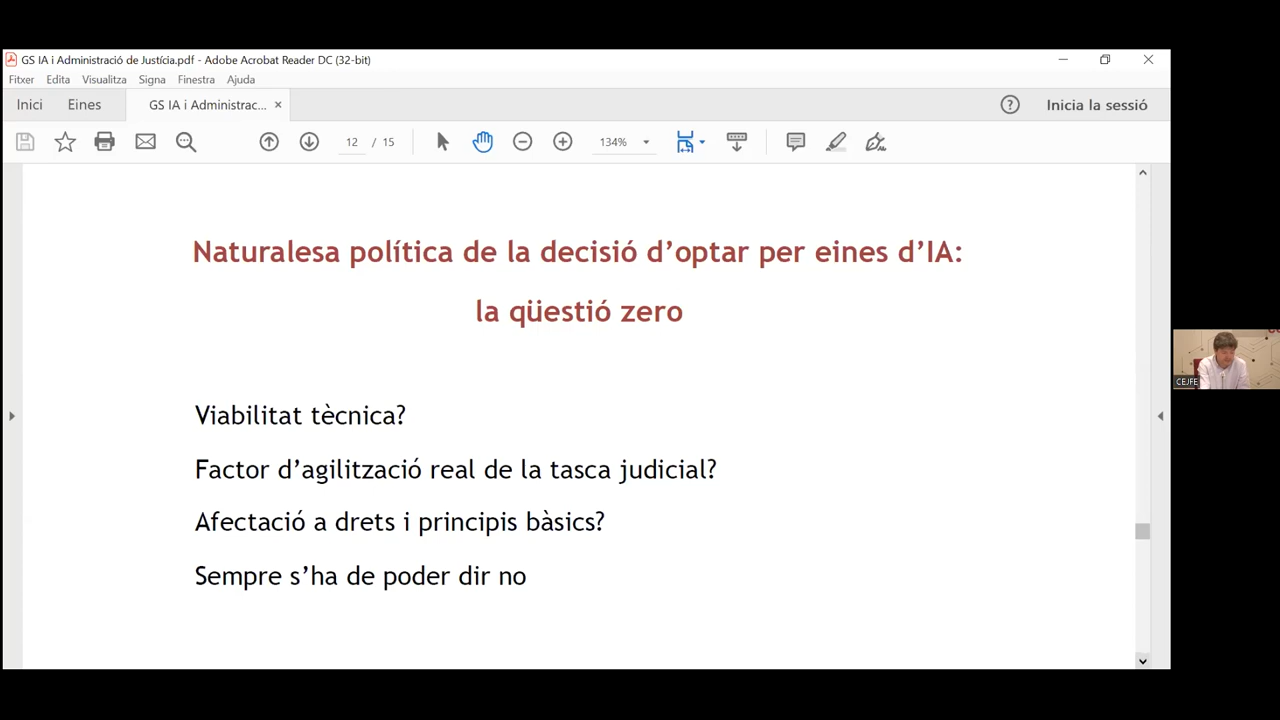 GS IA i Administració de Justícia.pdf - Adobe Acrobat Reader DC (32-bit)
Fitxer Edita Visualitza Signa Finestra Ajuda
Inici Eines GS IA i Administrac... × ? Inicia la sessió
12 / 15 134%
Naturalesa política de la decisió d’optar per eines d’IA:
la qüestió zero
Viabilitat tècnica?
Factor d’agilització real de la tasca judicial?
Afectació a drets i principis bàsics?
Sempre s’ha de poder dir no
CEJFE